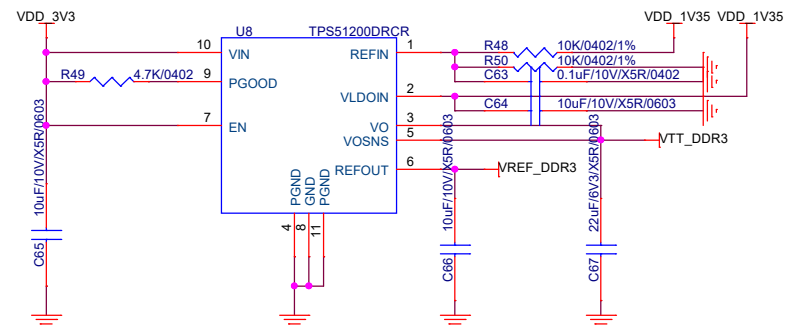 VDD_3V3
VDD_1V35
VDD_1V35
U8
TPS51200DRCR
10
VIN
REFIN
1
R48
10K/0402/1%
R50
10K/0402/1%
R49
4.7K/0402
9
PGOOD
C63
0.1uF/10V/X5R/0402
VLDOIN
2
C64
10uF/10V/X5R/0603
7
EN
VO
3
VOSNS
5
VTT_DDR3
REFOUT
6
VREF_DDR3
PGND
GND
PGND
4
8
11
10uF/10V/X5R/0603
C65
10uF/10V/X5R/0603
C66
22uF/6V3/X5R/0603
C67